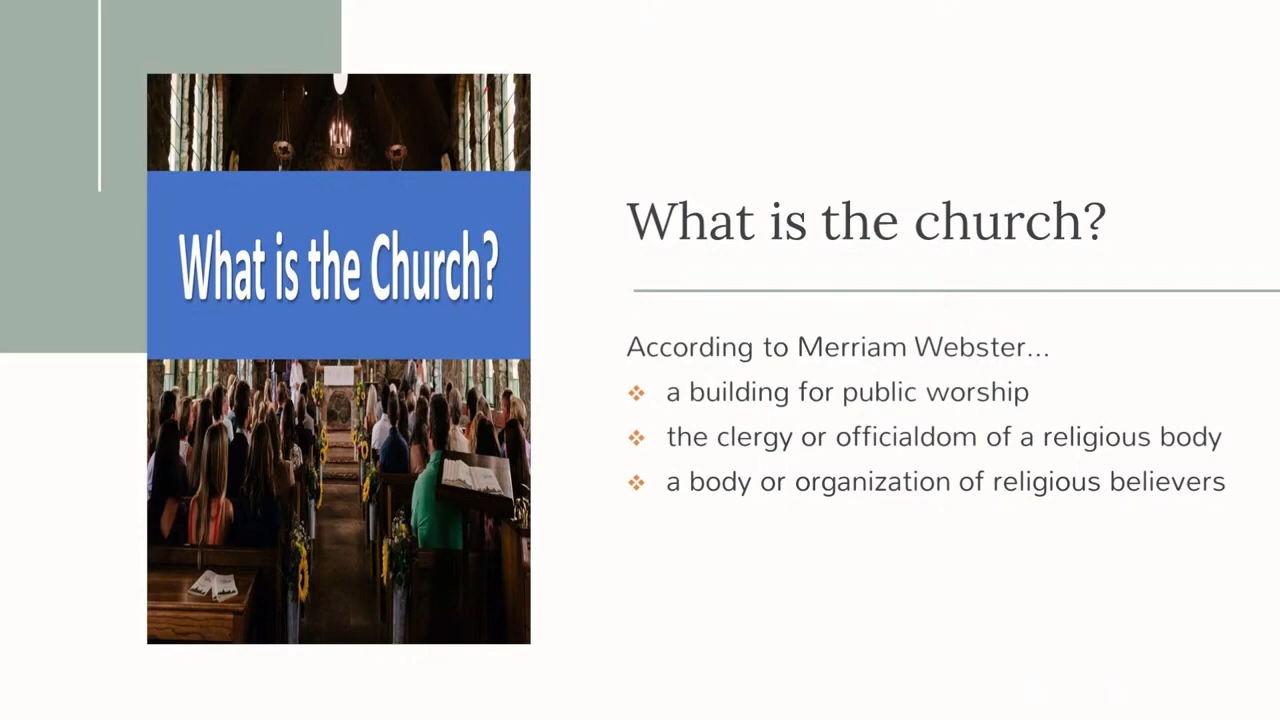 What is the Church?
What is the church?
According to Merriam Webster...
❖ a building for public worship
❖ the clergy or officialdom of a religious body
❖ a body or organization of religious believers